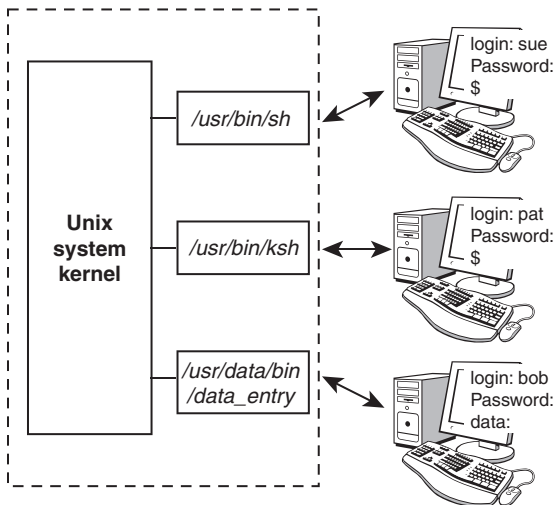 Unix
system
kernel
/usr/bin/sh
/usr/bin/ksh
/usr/data/bin
/data_entry
login: sue
Password:
$
login: pat
Password:
$
login: bob
Password:
data: